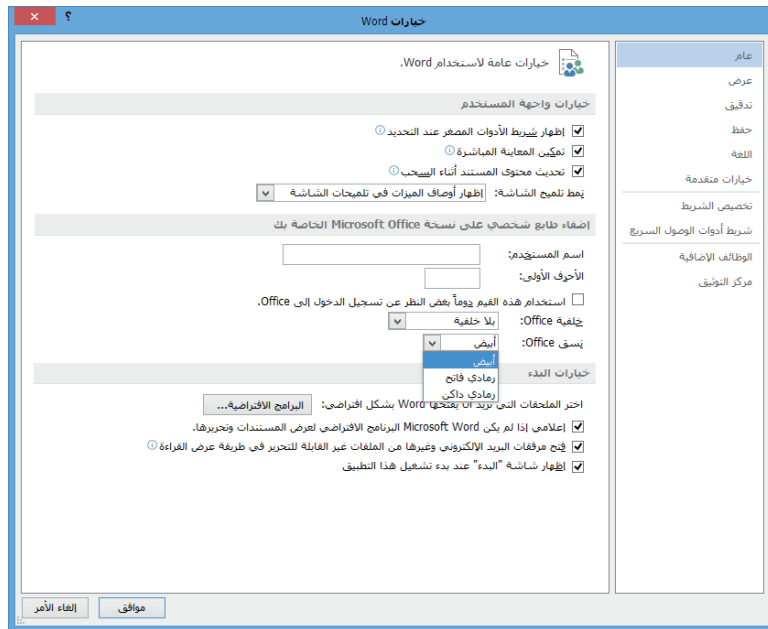 خيارات Word
؟
عام
عرض
تدقيق
حفظ
اللغة
خيارات متقدمة
تخصيص الشريط
شريط أدوات الوصول السريع
الوظائف الإضافية
مركز التوثيق
خيارات عامة لاستخدام Word.
خيارات واجهة المستخدم
إظهار شريط الأدوات المصغر عند التحديد
تمكين المعاينة المباشرة
تحديث محتوى المستند أثناء السحب
نمط تلميح الشاشة: إظهار أوصاف الميزات في تلميحات الشاشة
إضفاء طابع شخصي على نسخة Microsoft Office الخاصة بك
اسم المستخدم:
الأحرف الأولى:
استخدام هذه القيم دوماً بغض النظر عن تسجيل الدخول إلى Office.
خلفية Office: بلا خلفية
نسق Office: أبيض
أبيض
رمادي فاتح
رمادي داكن
خيارات البدء
اختر الملحقات التي تريد أن يفتحها Word بشكل افتراضي: البرامج الافتراضية...
إعلامي إذا لم يكن Microsoft Word البرنامج الافتراضي لعرض المستندات وتحريرها.
فتح مرفقات البريد الإلكتروني وغيرها من الملفات غير القابلة للتحرير في طريقة عرض القراءة
إظهار شاشة "البدء" عند بدء تشغيل هذا التطبيق
موافق
إلغاء الأمر